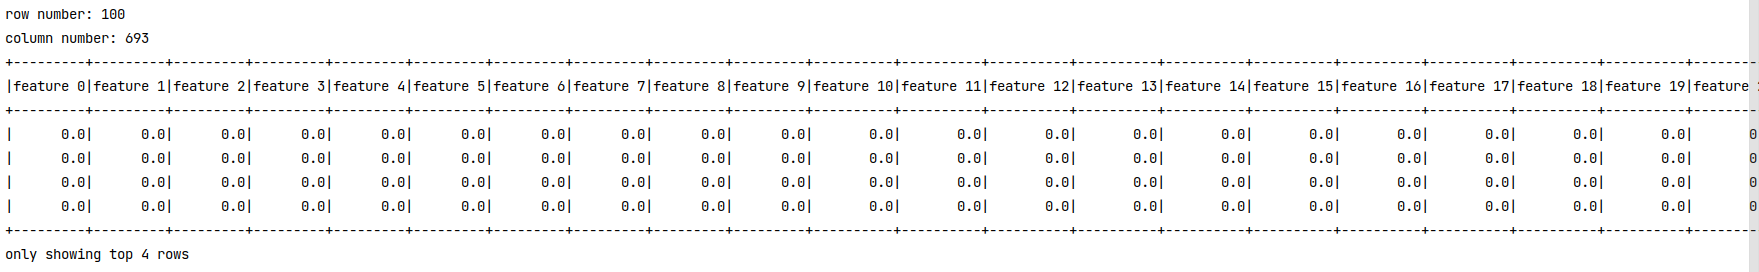 row number: 100
column number: 693
+---------+---------+---------+---------+---------+---------+---------+---------+---------+---------+----------+----------+----------+----------+----------+----------+----------+----------+----------+----------+--------
|feature 0|feature 1|feature 2|feature 3|feature 4|feature 5|feature 6|feature 7|feature 8|feature 9|feature 10|feature 11|feature 12|feature 13|feature 14|feature 15|feature 16|feature 17|feature 18|feature 19|feature
+---------+---------+---------+---------+---------+---------+---------+---------+---------+---------+----------+----------+----------+----------+----------+----------+----------+----------+----------+----------+--------
|      0.0|      0.0|      0.0|      0.0|      0.0|      0.0|      0.0|      0.0|      0.0|      0.0|       0.0|       0.0|       0.0|       0.0|       0.0|       0.0|       0.0|       0.0|       0.0|       0.0|       0
|      0.0|      0.0|      0.0|      0.0|      0.0|      0.0|      0.0|      0.0|      0.0|      0.0|       0.0|       0.0|       0.0|       0.0|       0.0|       0.0|       0.0|       0.0|       0.0|       0.0|       0
|      0.0|      0.0|      0.0|      0.0|      0.0|      0.0|      0.0|      0.0|      0.0|      0.0|       0.0|       0.0|       0.0|       0.0|       0.0|       0.0|       0.0|       0.0|       0.0|       0.0|       0
|      0.0|      0.0|      0.0|      0.0|      0.0|      0.0|      0.0|      0.0|      0.0|      0.0|       0.0|       0.0|       0.0|       0.0|       0.0|       0.0|       0.0|       0.0|       0.0|       0.0|       0
+---------+---------+---------+---------+---------+---------+---------+---------+---------+---------+----------+----------+----------+----------+----------+----------+----------+----------+----------+----------+--------
only showing top 4 rows